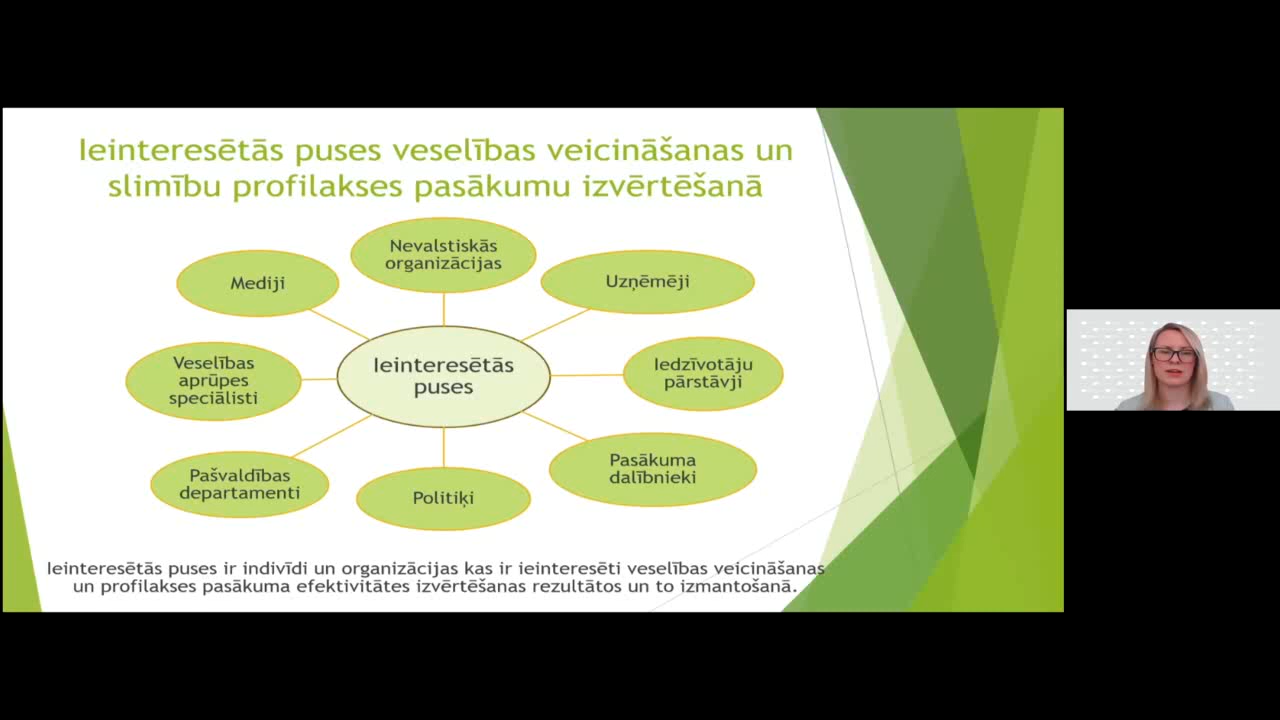 Ieinteresētās puses veselības veicināšanas un
slimību profilakses pasākumu izvērtēšanā
Nevalstiskās
organizācijas
Mediji
Uzņēmēji
Veselības
aprūpes
speciālisti
Ieinteresētās
puses
Iedzīvotāju
pārstāvji
Pašvaldības
departamenti
Politiķi
Pasākuma
dalībnieki
Ieinteresētās puses ir indivīdi un organizācijas kas ir ieinteresēti veselības veicināšanas
un profilakses pasākuma efektivitātes izvērtēšanas rezultātos un to izmantošanā.